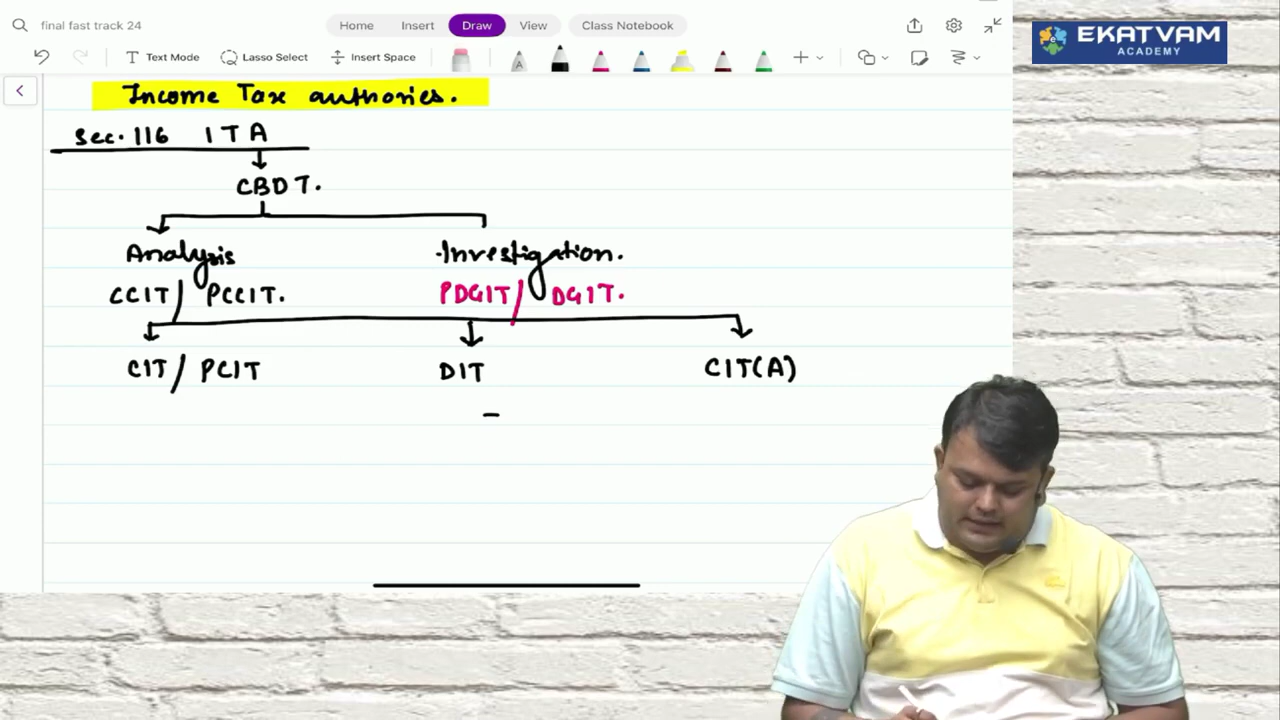 final fast track 24
Home Insert Draw View Class Notebook
EKATVAM
ACADEMY
Text Mode Lasso Select Insert Space
Income Tax authories.
Sec. 116 ITA
CBDT.
Analysis Investigation.
CCIT / PCCIT. PDGIT / DGIT.
CIT / PCIT DIT CIT(A)